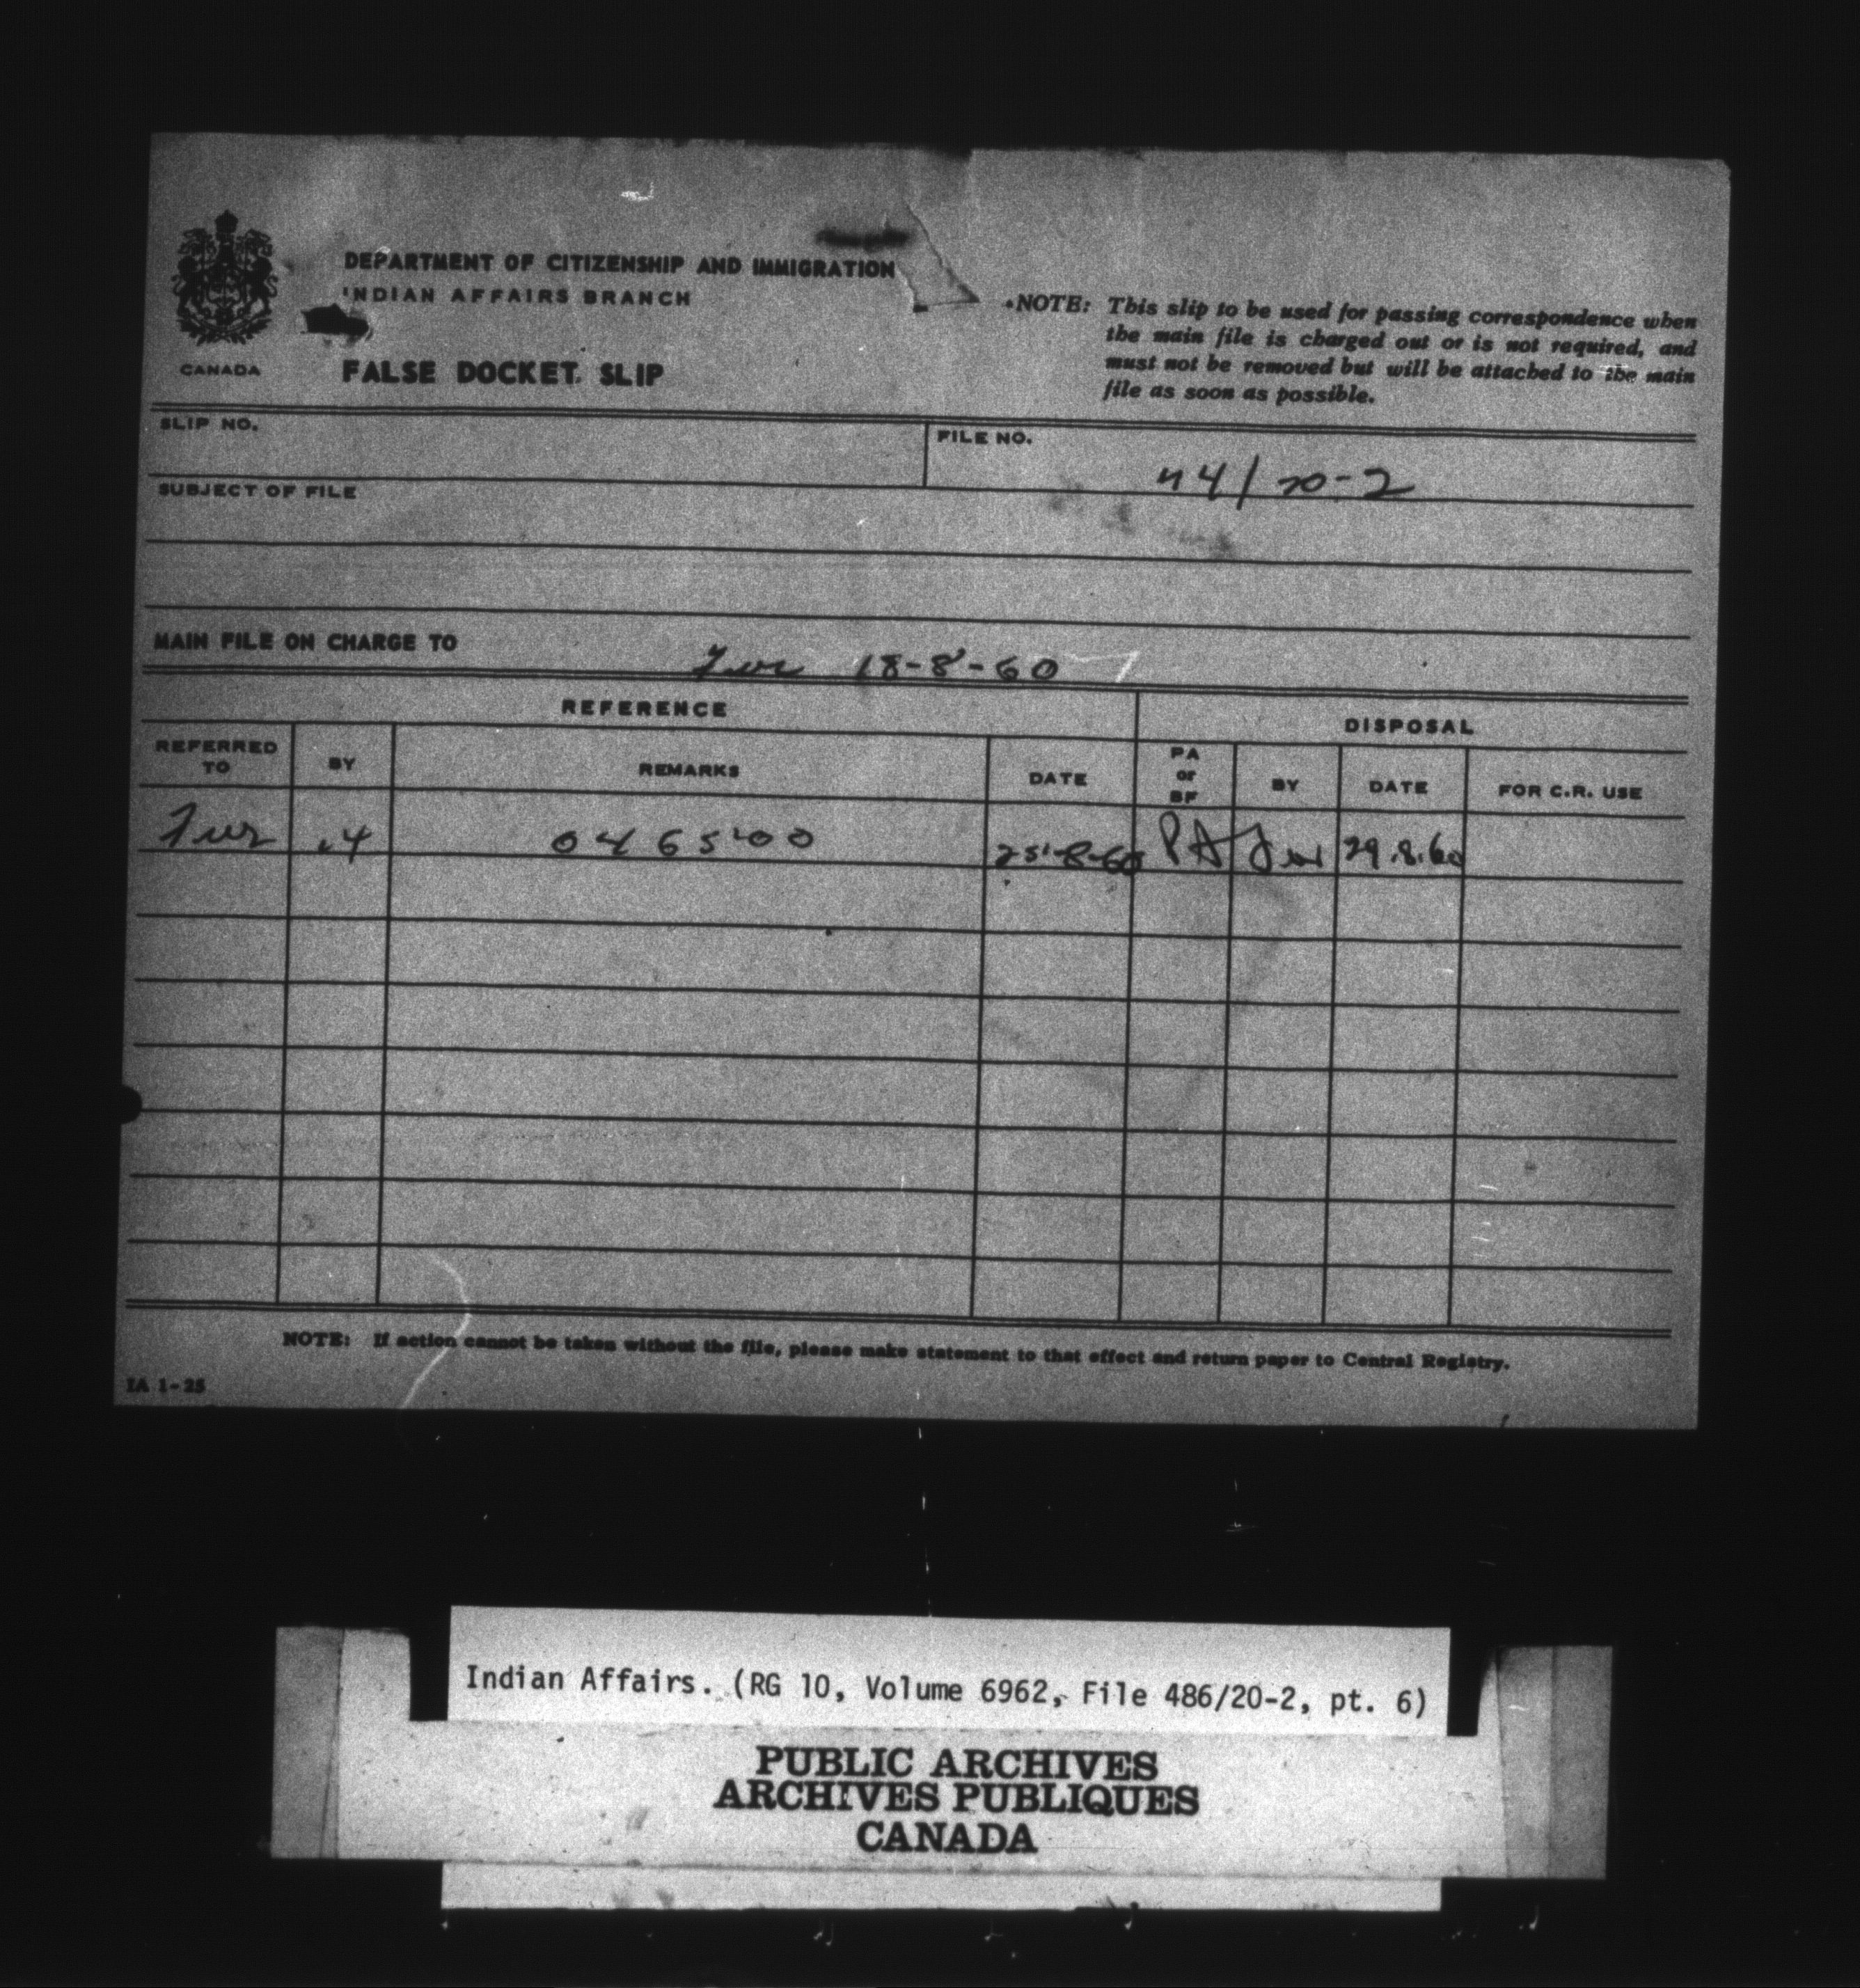 DEPARTMENT OF CITIZENSHIP AND IMMIGRATION
INDIAN AFFAIRS BRANCH
CANADA
FALSE DOCKET SLIP
NOTE: This slip to be used for passing correspondence when
the main file is charged out or is not required, and
must not be removed but will be attached to the main
file as soon as possible.
SLIP NO.
FILE NO.
44/20-2
SUBJECT OF FILE
MAIN FILE ON CHARGE TO
18-8-60
REFERENCE
DISPOSAL
REFERRED TO BY REMARKS DATE PA or BF BY DATE FOR C.R. USE
.4 0465400 25-8-60 PA 29.8.60
NOTE: If action cannot be taken without the file, please make statement to that effect and return paper to Central Registry.
IA 1-25
Indian Affairs. (RG 10, Volume 6962, File 486/20-2, pt. 6)
PUBLIC ARCHIVES
ARCHIVES PUBLIQUES
CANADA